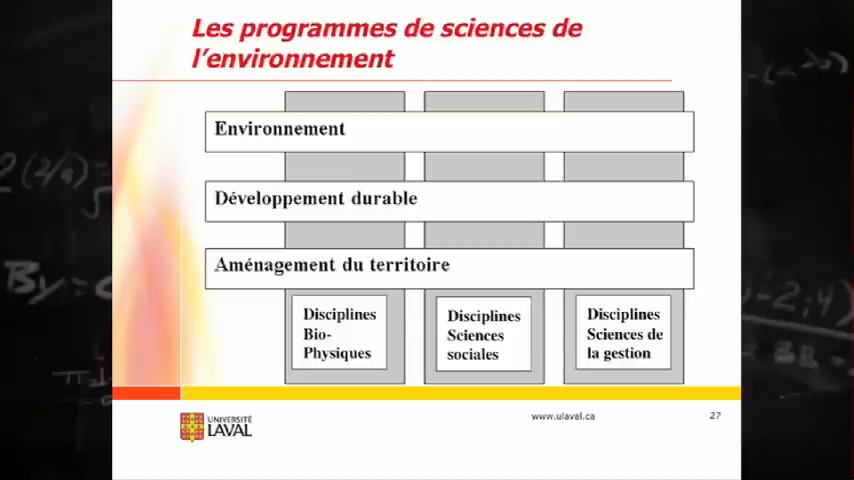 Les programmes de sciences de
l'environnement
Environnement
Développement durable
Aménagement du territoire
Disciplines
Bio-
Physiques
Disciplines
Sciences
sociales
Disciplines
Sciences de
la gestion
UNIVERSITÉ
LAVAL
www.ulaval.ca
27